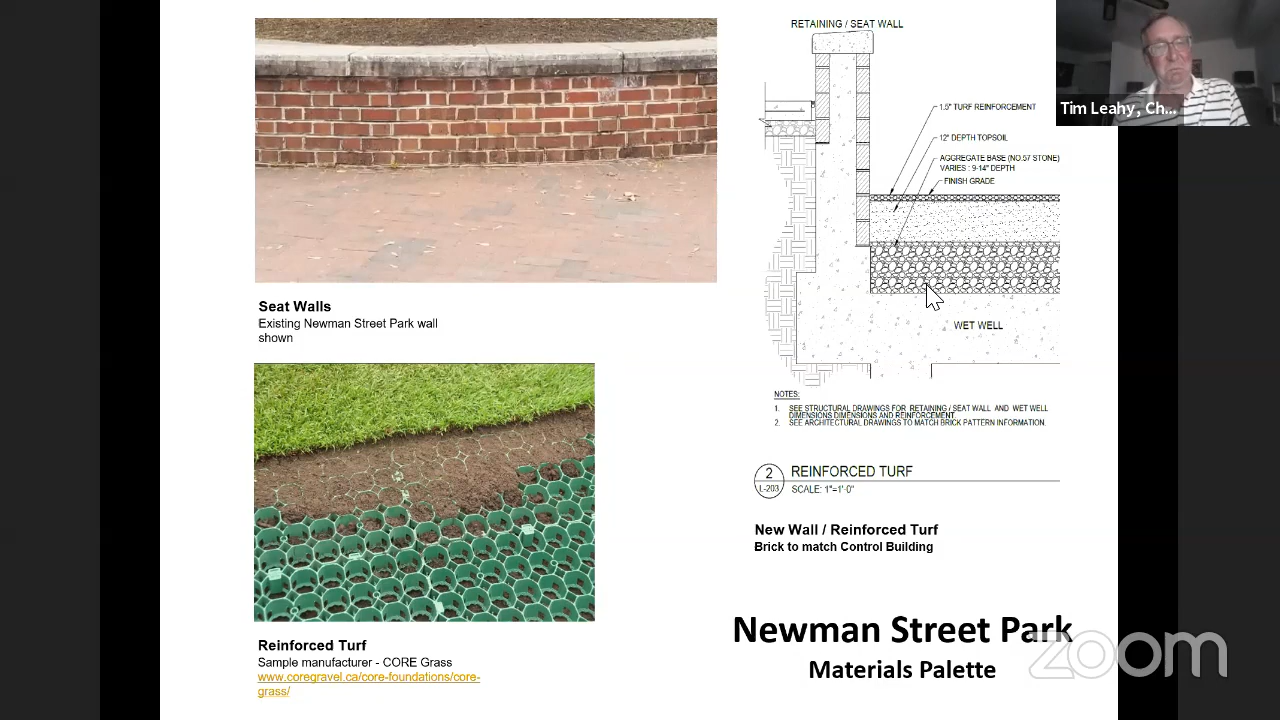 Seat Walls
Existing Newman Street Park wall
shown
Reinforced Turf
Sample manufacturer - CORE Grass
www.coregravel.ca/core-foundations/core-
grass/
RETAINING / SEAT WALL
1.5" TURF REINFORCEMENT
12" DEPTH TOPSOIL
AGGREGATE BASE (NO.57 STONE)
VARIES : 9-14" DEPTH
FINISH GRADE
WET WELL
NOTES:
1. SEE STRUCTURAL DRAWINGS FOR RETAINING / SEAT WALL AND WET WELL
DIMENSIONS DIMENSIONS AND REINFORCEMENT.
2. SEE ARCHITECTURAL DRAWINGS TO MATCH BRICK PATTERN INFORMATION.
2 REINFORCED TURF
L-203 SCALE: 1"=1'-0"
New Wall / Reinforced Turf
Brick to match Control Building
Newman Street Park
Materials Palette
Tim Leahy, Ch...
zoom